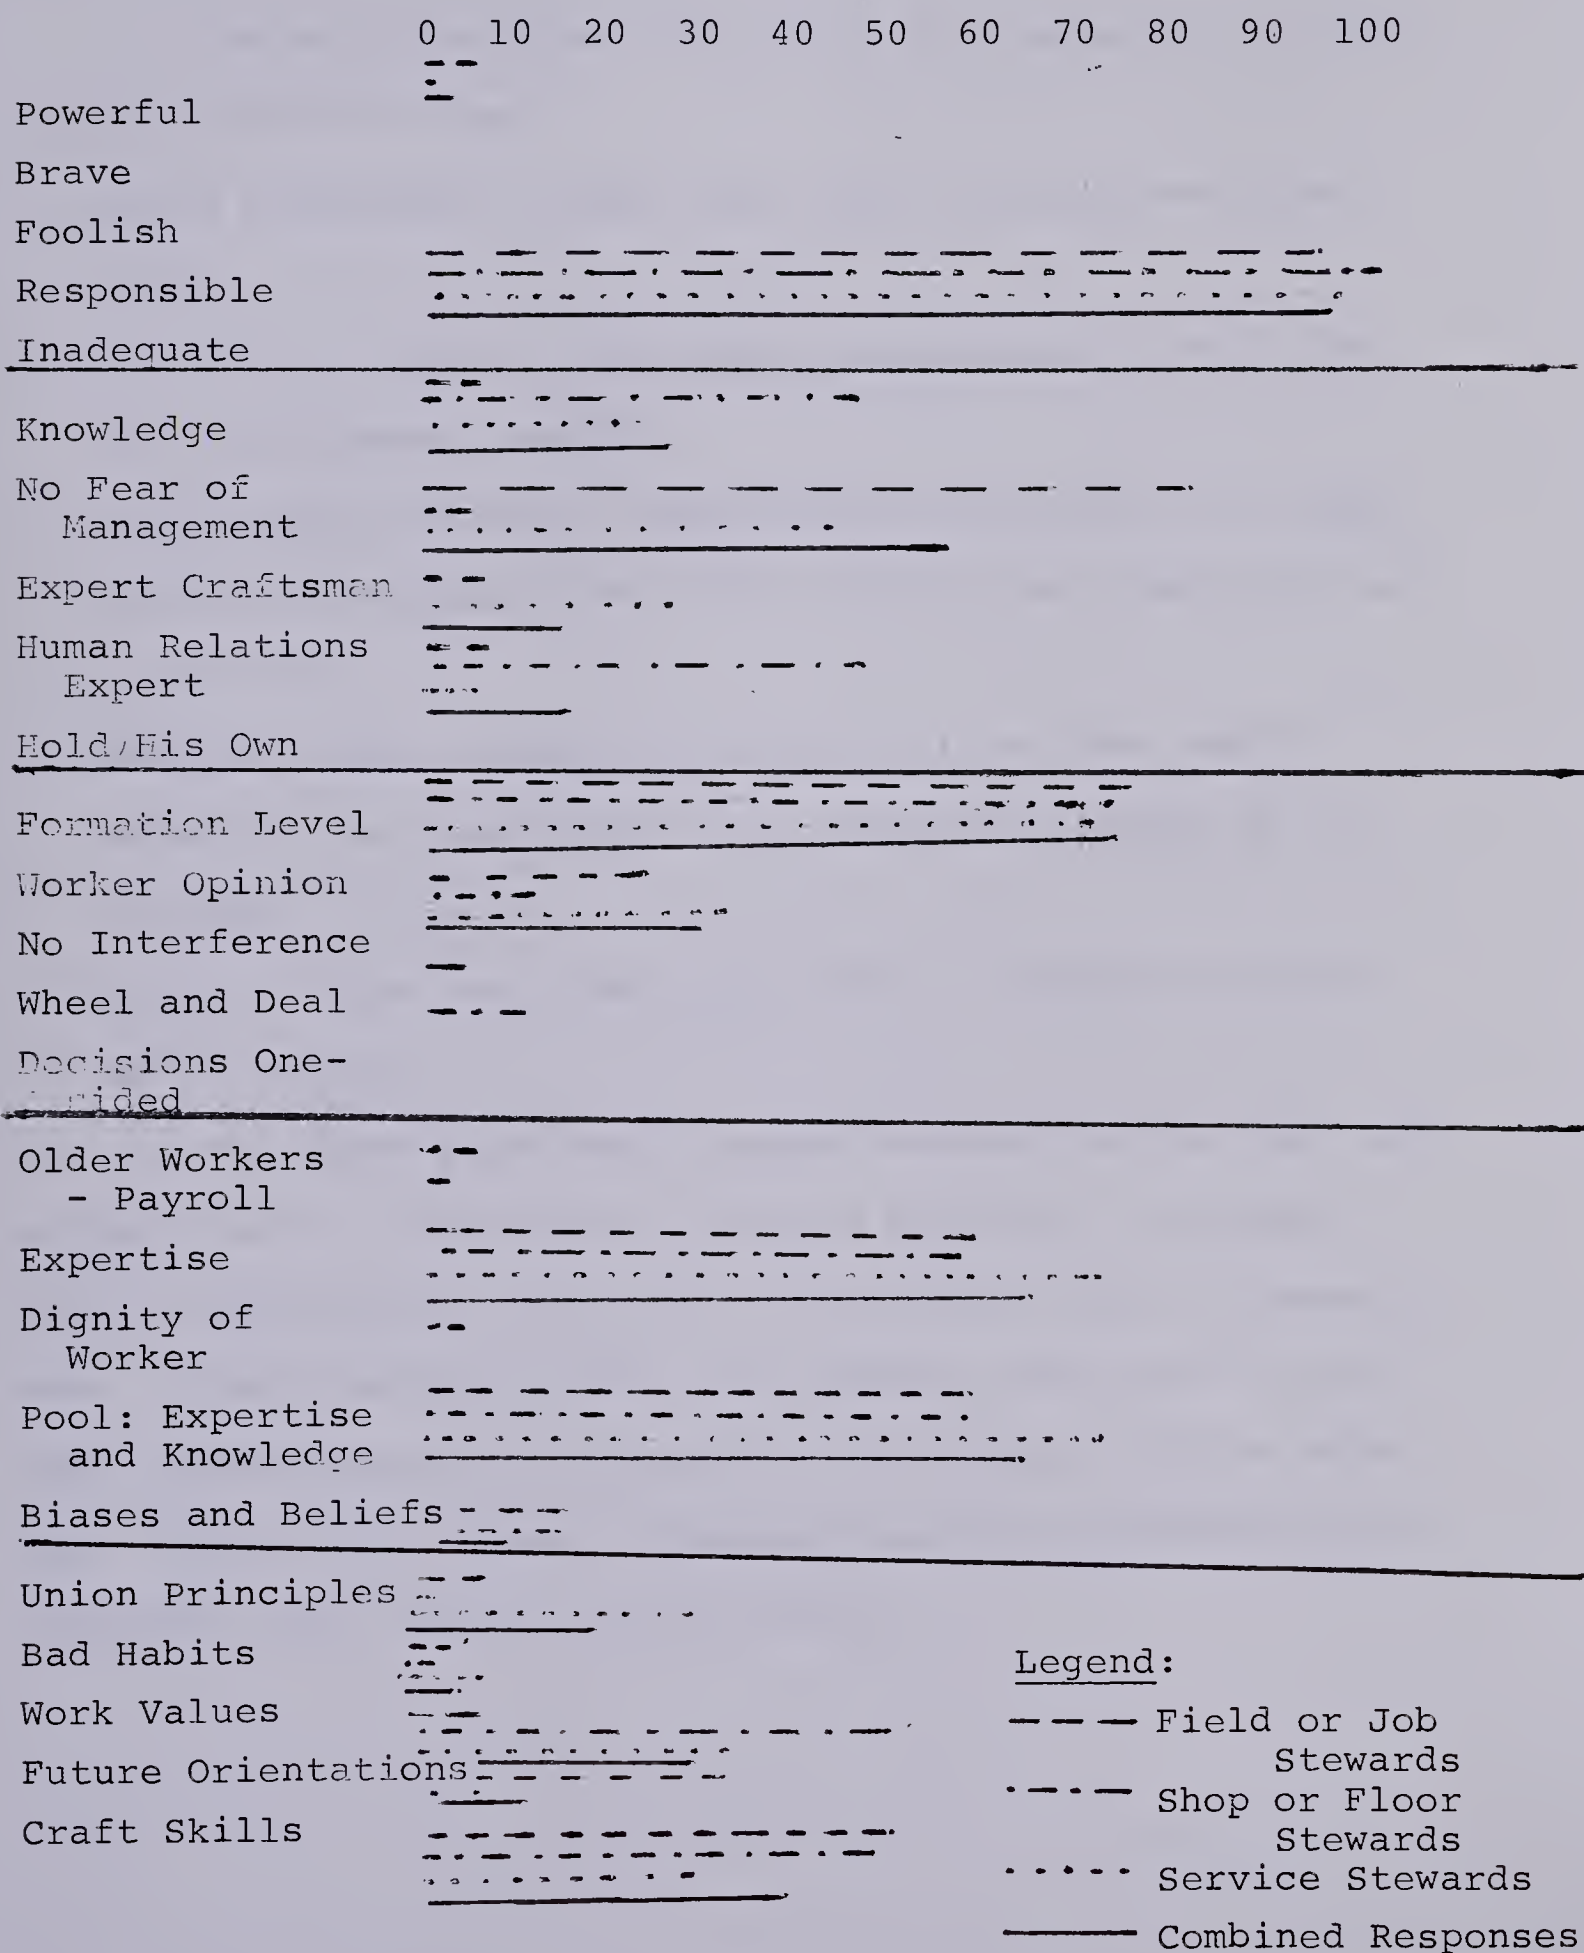 0 10 20 30 40 50 60 70 80 90 100
Powerful
Brave
Foolish
Responsible
Inadequate
Knowledge
No Fear of
Management
Expert Craftsman
Human Relations
Expert
Hold/His Own
Formation Level
Worker Opinion
No Interference
Wheel and Deal
Decisions One-
Older Workers
- Payroll
Expertise
Dignity of
Worker
Pool: Expertise
and Knowledge
Biases and Beliefs
Union Principles
Bad Habits
Work Values
Future Orientations
Craft Skills
Legend:
Field or Job
Stewards
Shop or Floor
Stewards
Service Stewards
Combined Responses